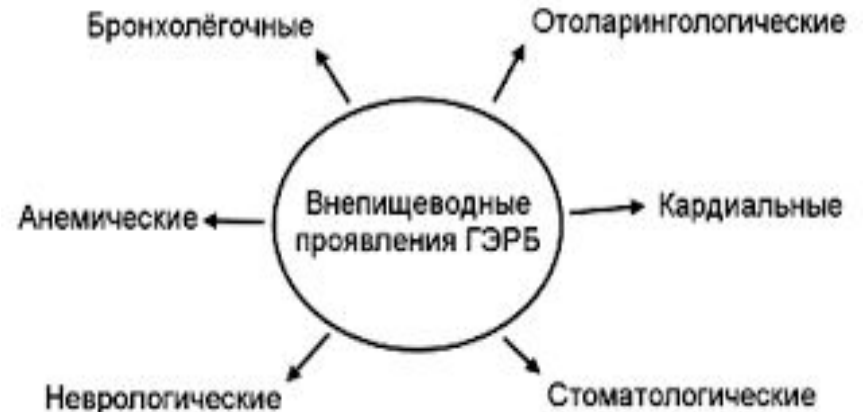 Бронхолёгочные
Отоларингологические
Анемические
Внепищеводные
проявления ГЭРБ
Кардиальные
Неврологические
Стоматологические